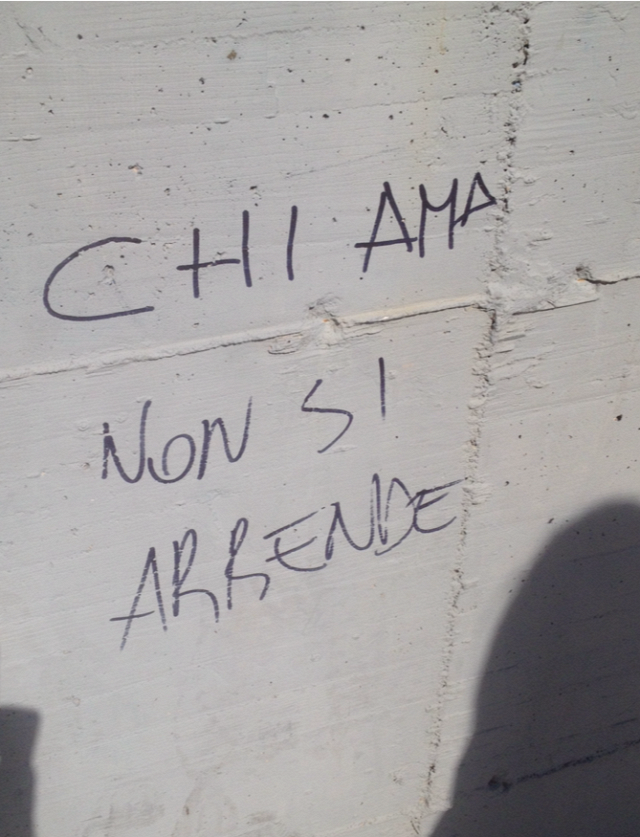 CHI AMA
NON SI
ARRENDE